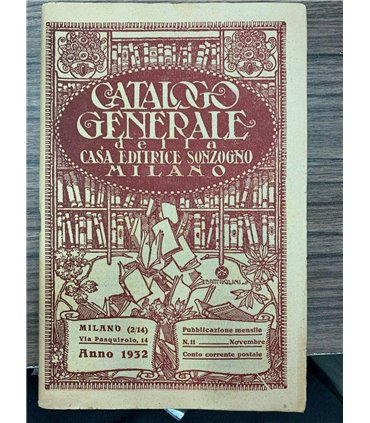 CATALOGO
GENERALE
della
CASA EDITRICE SONZOGNO
MILANO
MILANO (2/14)
Via Pasquirolo, 14
Anno 1932
Pubblicazione mensile
N. 11 Novembre
Conto corrente postale